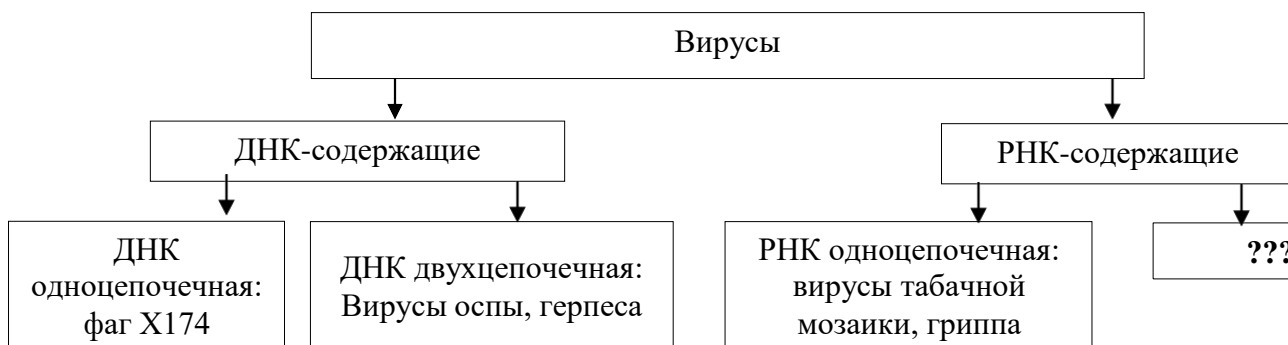 Вирусы
ДНК-содержащие
РНК-содержащие
ДНК
одноцепочечная:
фаг Х174
ДНК двухцепочечная:
Вирусы оспы, герпеса
РНК одноцепочечная:
вирусы табачной
мозаики, гриппа
???